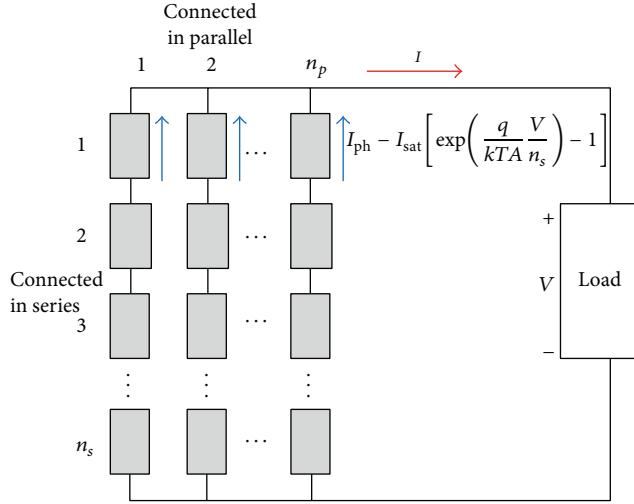 Connected
in parallel
1 2 n_p I
1 I_ph − I_sat [exp(q/kTA V/n_s) − 1]
...
2 ... +
Connected
in series
V Load
3 ...
−
⋮ ⋮ ⋮
n_s ...